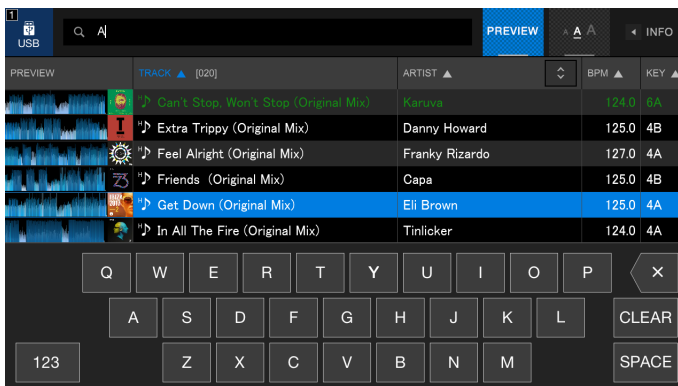 1
USB
A
PREVIEW
A A A
INFO
PREVIEW TRACK ▲ [020] ARTIST ▲ BPM ▲ KEY ▲
Can't Stop, Won't Stop (Original Mix) Karuva 124.0 6A
Extra Trippy (Original Mix) Danny Howard 125.0 4B
Feel Alright (Original Mix) Franky Rizardo 127.0 4A
Friends (Original Mix) Capa 125.0 4B
Get Down (Original Mix) Eli Brown 125.0 4A
In All The Fire (Original Mix) Tinlicker 124.0 4A
Q W E R T Y U I O P ×
A S D F G H J K L CLEAR
123 Z X C V B N M SPACE